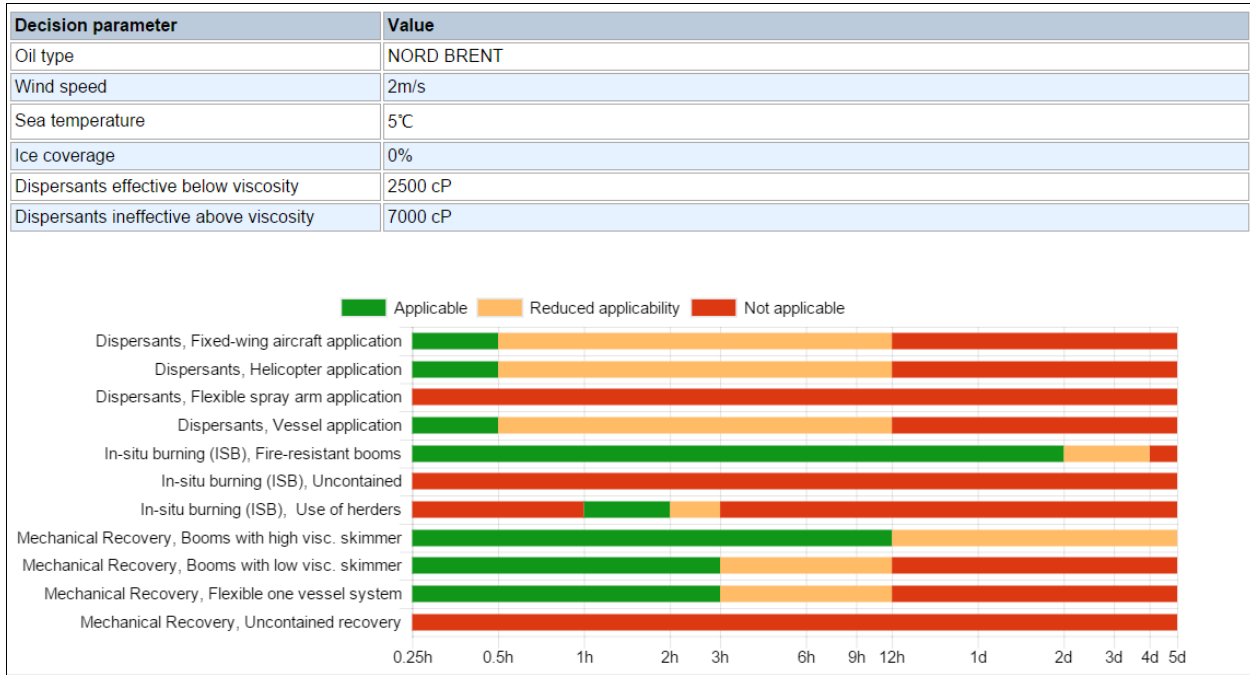 Decision parameter Value
Oil type NORD BRENT
Wind speed 2m/s
Sea temperature 5℃
Ice coverage 0%
Dispersants effective below viscosity 2500 cP
Dispersants ineffective above viscosity 7000 cP
Applicable Reduced applicability Not applicable
Dispersants, Fixed-wing aircraft application
Dispersants, Helicopter application
Dispersants, Flexible spray arm application
Dispersants, Vessel application
In-situ burning (ISB), Fire-resistant booms
In-situ burning (ISB), Uncontained
In-situ burning (ISB), Use of herders
Mechanical Recovery, Booms with high visc. skimmer
Mechanical Recovery, Booms with low visc. skimmer
Mechanical Recovery, Flexible one vessel system
Mechanical Recovery, Uncontained recovery
0.25h 0.5h 1h 2h 3h 6h 9h 12h 1d 2d 3d 4d 5d